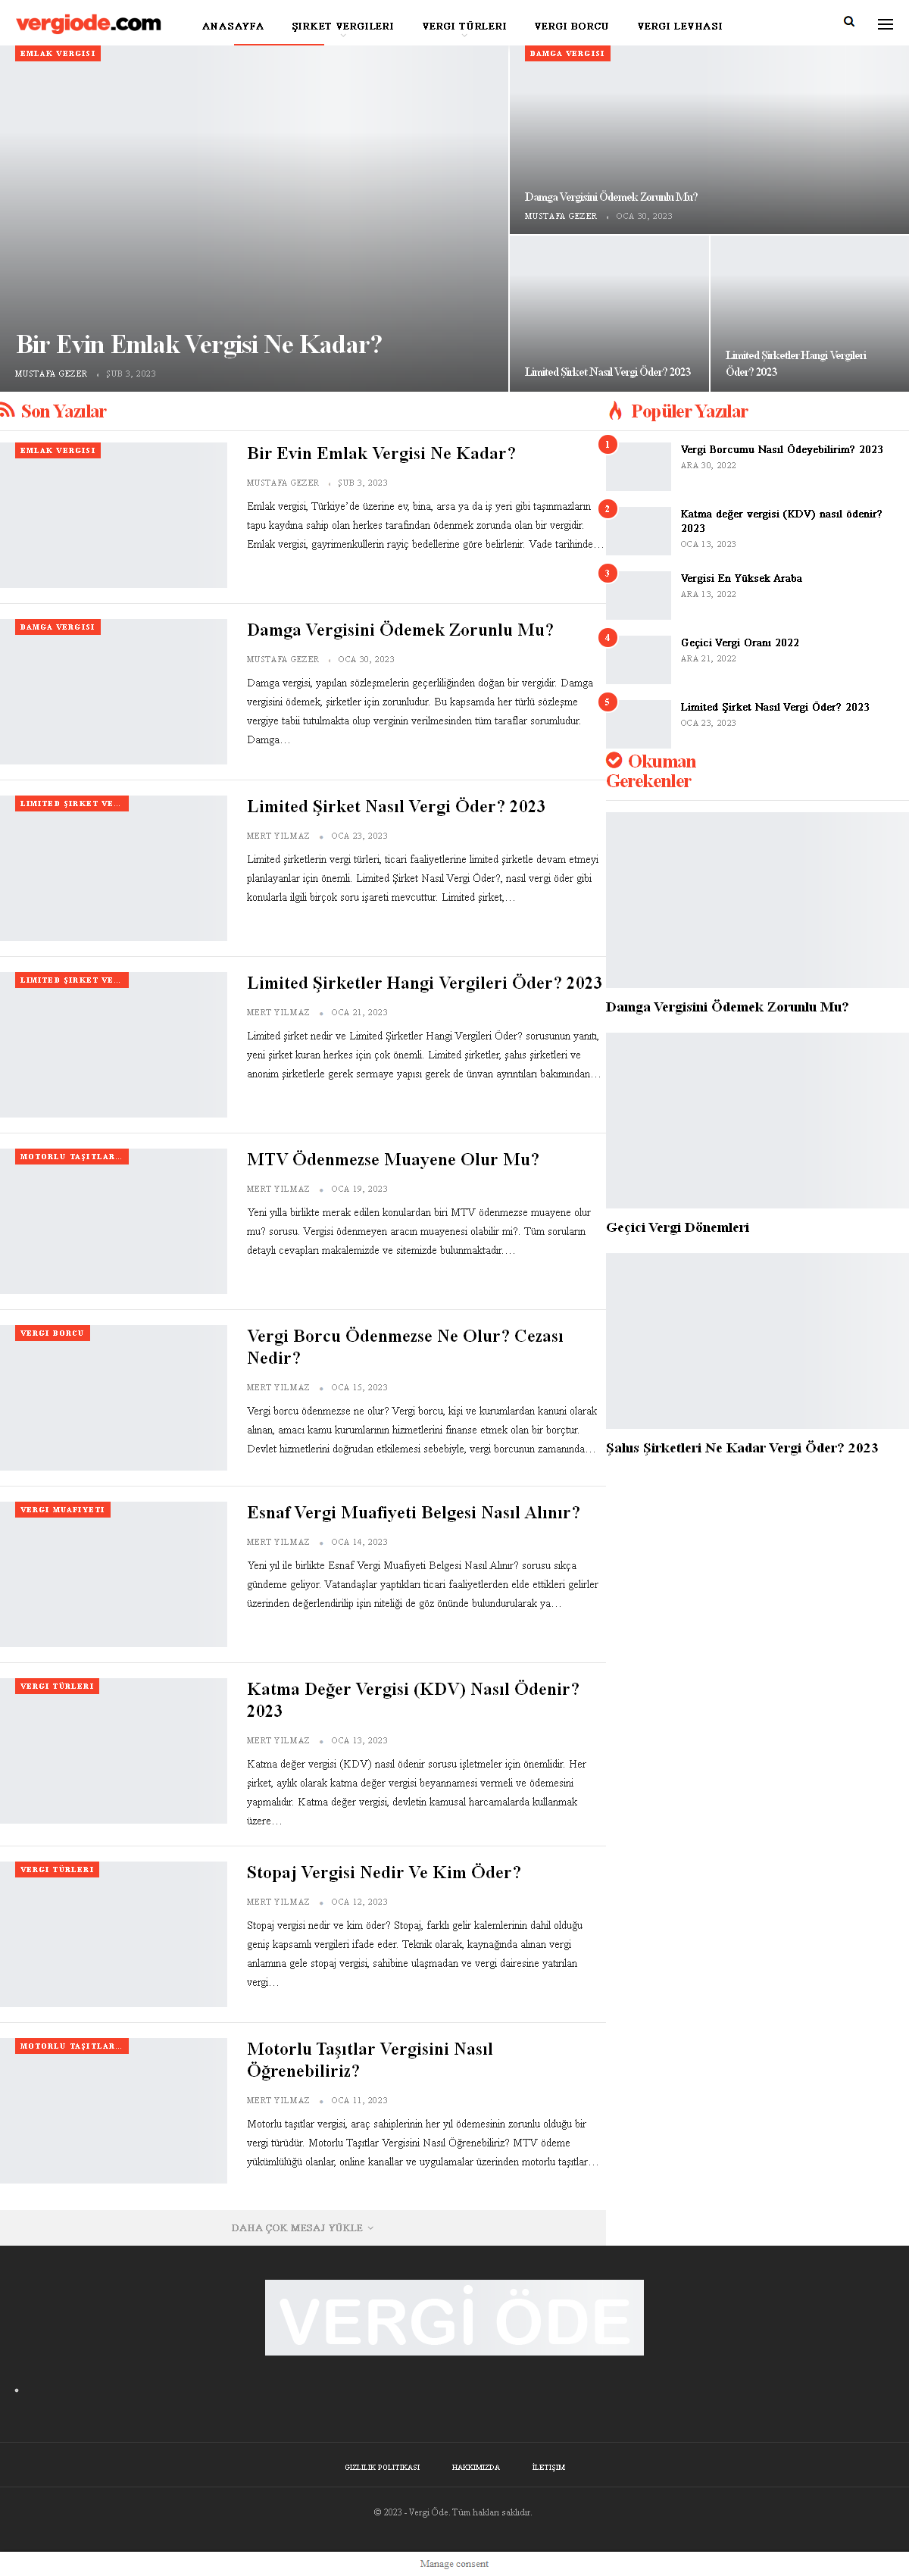 vergiode.com
ANASAYFA
ŞIRKET VERGILERI
VERGI TÜRLERI
VERGI BORCU
VERGI LEVHASI
EMLAK VERGISI
Bir Evin Emlak Vergisi Ne Kadar?
MUSTAFA GEZER • ŞUB 3, 2023
DAMGA VERGISI
Damga Vergisini Ödemek Zorunlu Mu?
MUSTAFA GEZER • OCA 30, 2023
Limited Şirket Nasıl Vergi Öder? 2023
Limited Şirketler Hangi Vergileri
Öder? 2023
Son Yazılar
EMLAK VERGISI
Bir Evin Emlak Vergisi Ne Kadar?
MUSTAFA GEZER • ŞUB 3, 2023
Emlak vergisi, Türkiye'de üzerine ev, bina, arsa ya da iş yeri gibi taşınmazların
tapu kaydına sahip olan herkes tarafından ödenmek zorunda olan bir vergidir.
Emlak vergisi, gayrimenkullerin rayiç bedellerine göre belirlenir. Vade tarihinde…
DAMGA VERGISI
Damga Vergisini Ödemek Zorunlu Mu?
MUSTAFA GEZER • OCA 30, 2023
Damga vergisi, yapılan sözleşmelerin geçerliliğinden doğan bir vergidir. Damga
vergisini ödemek, şirketler için zorunludur. Bu kapsamda her türlü sözleşme
vergiye tabii tutulmakta olup verginin verilmesinden tüm taraflar sorumludur.
Damga…
LIMITED ŞIRKET VE…
Limited Şirket Nasıl Vergi Öder? 2023
MERT YILMAZ • OCA 23, 2023
Limited şirketlerin vergi türleri, ticari faaliyetlerine limited şirketle devam etmeyi
planlayanlar için önemli. Limited Şirket Nasıl Vergi Öder?, nasıl vergi öder gibi
konularla ilgili birçok soru işareti mevcuttur. Limited şirket,…
LIMITED ŞIRKET VE…
Limited Şirketler Hangi Vergileri Öder? 2023
MERT YILMAZ • OCA 21, 2023
Limited şirket nedir ve Limited Şirketler Hangi Vergileri Öder? sorusunun yanıtı,
yeni şirket kuran herkes için çok önemli. Limited şirketler, şahıs şirketleri ve
anonim şirketlerle gerek sermaye yapısı gerek de ünvan ayrıntıları bakımından…
MOTORLU TAŞITLAR…
MTV Ödenmezse Muayene Olur Mu?
MERT YILMAZ • OCA 19, 2023
Yeni yılla birlikte merak edilen konulardan biri MTV ödenmezse muayene olur
mu? sorusu. Vergisi ödenmeyen aracın muayenesi olabilir mi?. Tüm soruların
detaylı cevapları makalemizde ve sitemizde bulunmaktadır.…
VERGI BORCU
Vergi Borcu Ödenmezse Ne Olur? Cezası
Nedir?
MERT YILMAZ • OCA 15, 2023
Vergi borcu ödenmezse ne olur? Vergi borcu, kişi ve kurumlardan kanuni olarak
alınan, amacı kamu kurumlarının hizmetlerini finanse etmek olan bir borçtur.
Devlet hizmetlerini doğrudan etkilemesi sebebiyle, vergi borcunun zamanında…
VERGI MUAFIYETI
Esnaf Vergi Muafiyeti Belgesi Nasıl Alınır?
MERT YILMAZ • OCA 14, 2023
Yeni yıl ile birlikte Esnaf Vergi Muafiyeti Belgesi Nasıl Alınır? sorusu sıkça
gündeme geliyor. Vatandaşlar yaptıkları ticari faaliyetlerden elde ettikleri gelirler
üzerinden değerlendirilip işin niteliği de göz önünde bulundurularak ya…
VERGI TÜRLERI
Katma Değer Vergisi (KDV) Nasıl Ödenir?
2023
MERT YILMAZ • OCA 13, 2023
Katma değer vergisi (KDV) nasıl ödenir sorusu işletmeler için önemlidir. Her
şirket, aylık olarak katma değer vergisi beyannamesi vermeli ve ödemesini
yapmalıdır. Katma değer vergisi, devletin kamusal harcamalarda kullanmak
üzere…
VERGI TÜRLERI
Stopaj Vergisi Nedir Ve Kim Öder?
MERT YILMAZ • OCA 12, 2023
Stopaj vergisi nedir ve kim öder? Stopaj, farklı gelir kalemlerinin dahil olduğu
geniş kapsamlı vergileri ifade eder. Teknik olarak, kaynağında alınan vergi
anlamına gele stopaj vergisi, sahibine ulaşmadan ve vergi dairesine yatırılan
vergi…
MOTORLU TAŞITLAR…
Motorlu Taşıtlar Vergisini Nasıl
Öğrenebiliriz?
MERT YILMAZ • OCA 11, 2023
Motorlu taşıtlar vergisi, araç sahiplerinin her yıl ödemesinin zorunlu olduğu bir
vergi türüdür. Motorlu Taşıtlar Vergisini Nasıl Öğrenebiliriz? MTV ödeme
yükümlülüğü olanlar, online kanallar ve uygulamalar üzerinden motorlu taşıtlar…
DAHA ÇOK MESAJ YÜKLE
Popüler Yazılar
1
Vergi Borcumu Nasıl Ödeyebilirim? 2023
ARA 30, 2022
2
Katma değer vergisi (KDV) nasıl ödenir?
2023
OCA 13, 2023
3
Vergisi En Yüksek Araba
ARA 13, 2022
4
Geçici Vergi Oranı 2022
ARA 21, 2022
5
Limited Şirket Nasıl Vergi Öder? 2023
OCA 23, 2023
Okuman
Gerekenler
Damga Vergisini Ödemek Zorunlu Mu?
Geçici Vergi Dönemleri
Şahıs Şirketleri Ne Kadar Vergi Öder? 2023
VERGİ ÖDE
GIZLILIK POLITIKASI
HAKKIMIZDA
İLETIŞIM
© 2023 - Vergi Öde. Tüm hakları saklıdır.
Manage consent